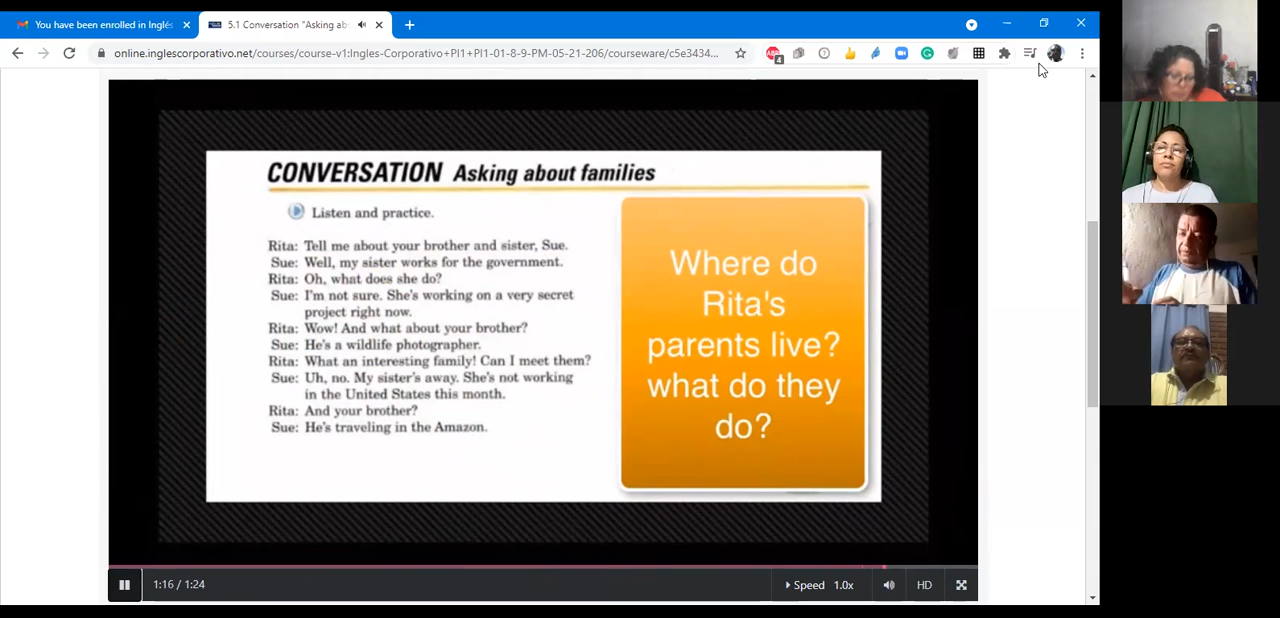 You have been enrolled in Inglés
5.1 Conversation "Asking ab
online.inglescorporativo.net/courses/course-v1:Ingles-Corporativo+PI1+PI1-01-8-9-PM-05-21-206/courseware/c5e3434...
4
CONVERSATION Asking about families
Listen and practice.
Rita: Tell me about your brother and sister, Sue.
Sue: Well, my sister works for the government.
Rita: Oh, what does she do?
Sue: I'm not sure. She's working on a very secret
project right now.
Rita: Wow! And what about your brother?
Sue: He's a wildlife photographer.
Rita: What an interesting family! Can I meet them?
Sue: Uh, no. My sister's away. She's not working
in the United States this month.
Rita: And your brother?
Sue: He's traveling in the Amazon.
Where do
Rita's
parents live?
what do they
do?
1:16 / 1:24
Speed 1.0x
HD